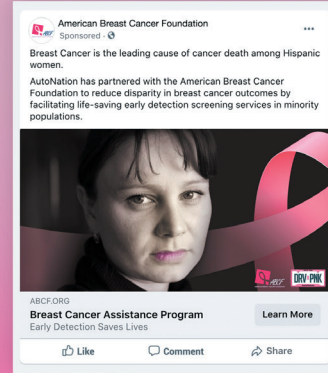 American Breast Cancer Foundation
Sponsored ·
Breast Cancer is the leading cause of cancer death among Hispanic
women.
AutoNation has partnered with the American Breast Cancer
Foundation to reduce disparity in breast cancer outcomes by
facilitating life-saving early detection screening services in minority
populations.
ABCF
DRV PNK
ABCF.ORG
Breast Cancer Assistance Program
Learn More
Early Detection Saves Lives
Like
Comment
Share